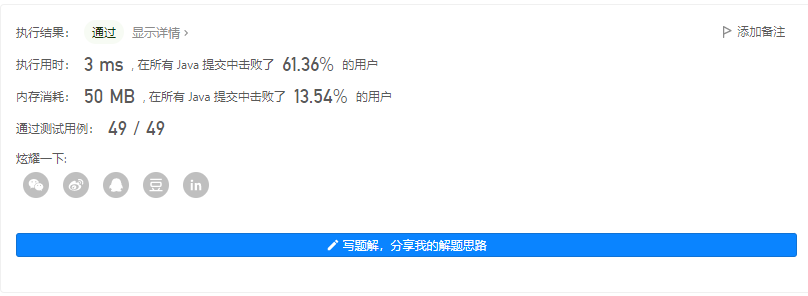 执行结果： 通过 显示详情 › 添加备注
执行用时： 3 ms , 在所有 Java 提交中击败了 61.36% 的用户
内存消耗： 50 MB , 在所有 Java 提交中击败了 13.54% 的用户
通过测试用例： 49 / 49
炫耀一下:
豆 in
写题解，分享我的解题思路